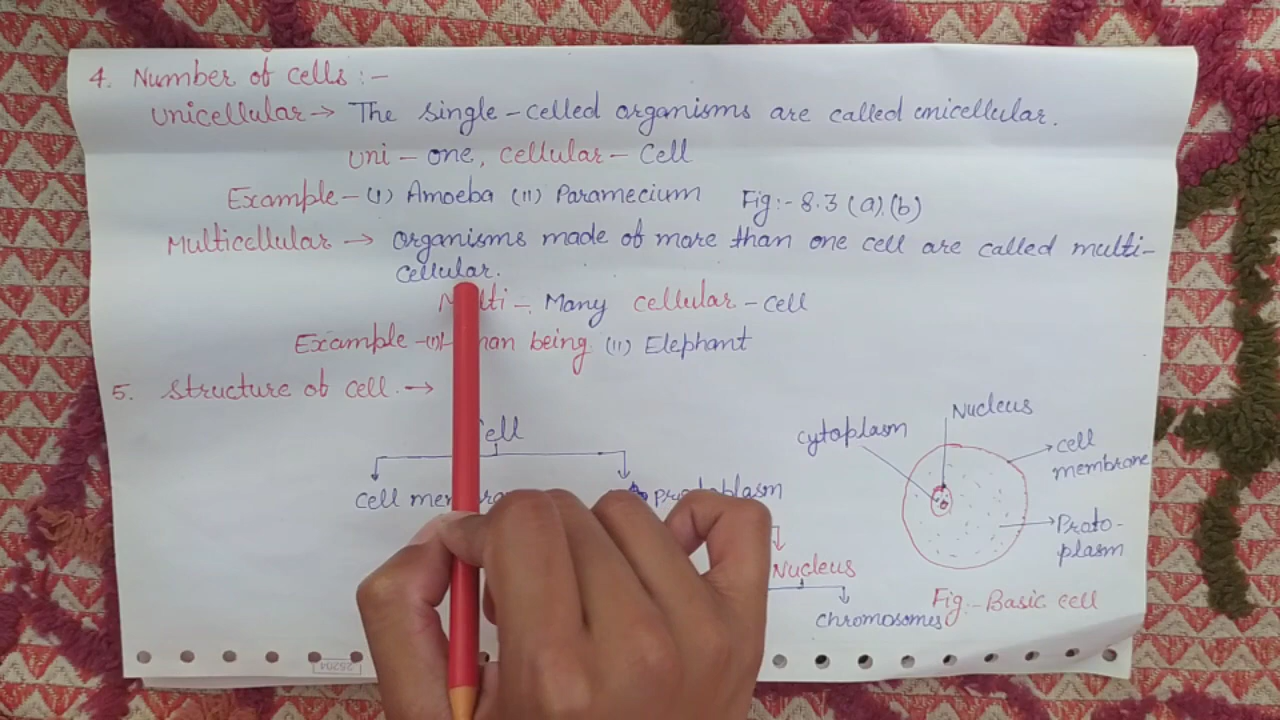 4. Number of cells :-
Unicellular → The single-celled organisms are called unicellular.
Uni - one, cellular - Cell
Example - (i) Amoeba (ii) Paramecium Fig:- 8.3 (a).(b)
Multicellular → Organisms made of more than one cell are called multi-
cellular.
- Many cellular - cell
Example - (i) being (ii) Elephant
5. Structure of cell. →
Nucleus
cytoplasm
cell
membrane
Cell
cell protoplasm
Proto-
plasm
Nucleus
chromosomes
Fig:- Basic cell
25204